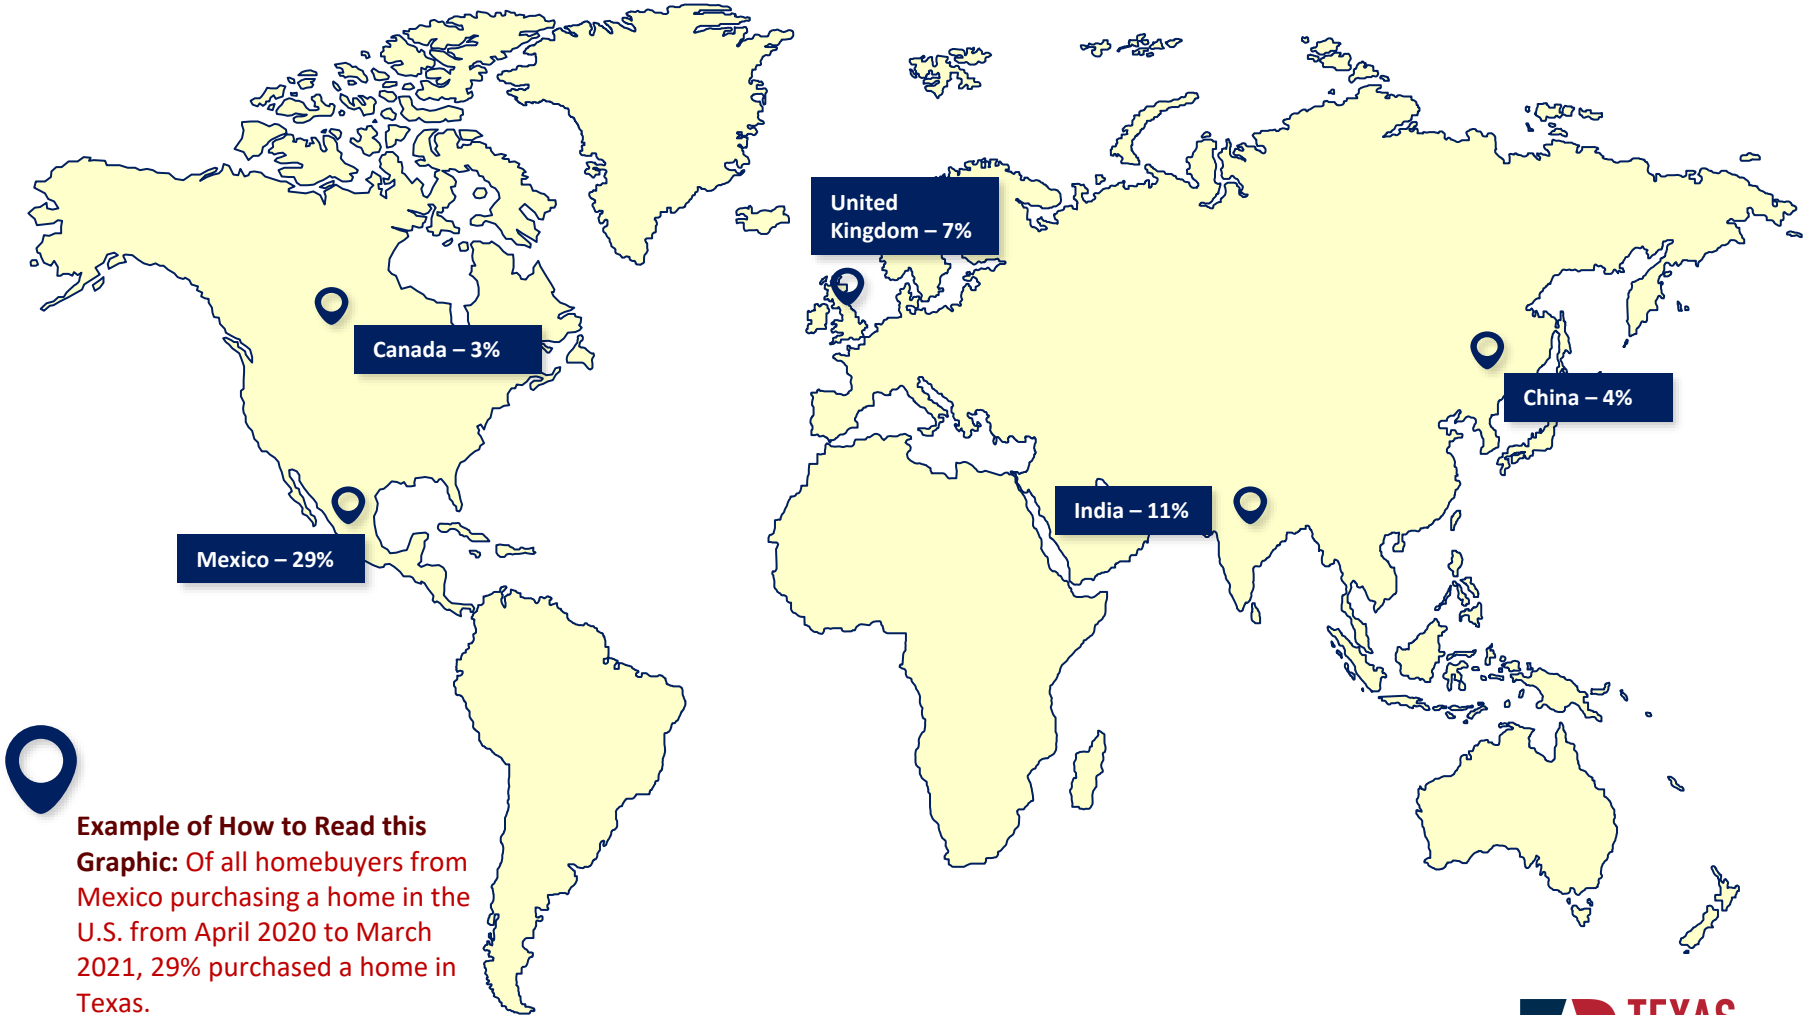 United
Kingdom – 7%
Canada – 3%
China – 4%
India – 11%
Mexico – 29%
Example of How to Read this
Graphic: Of all homebuyers from
Mexico purchasing a home in the
U.S. from April 2020 to March
2021, 29% purchased a home in
Texas.
TEXAS